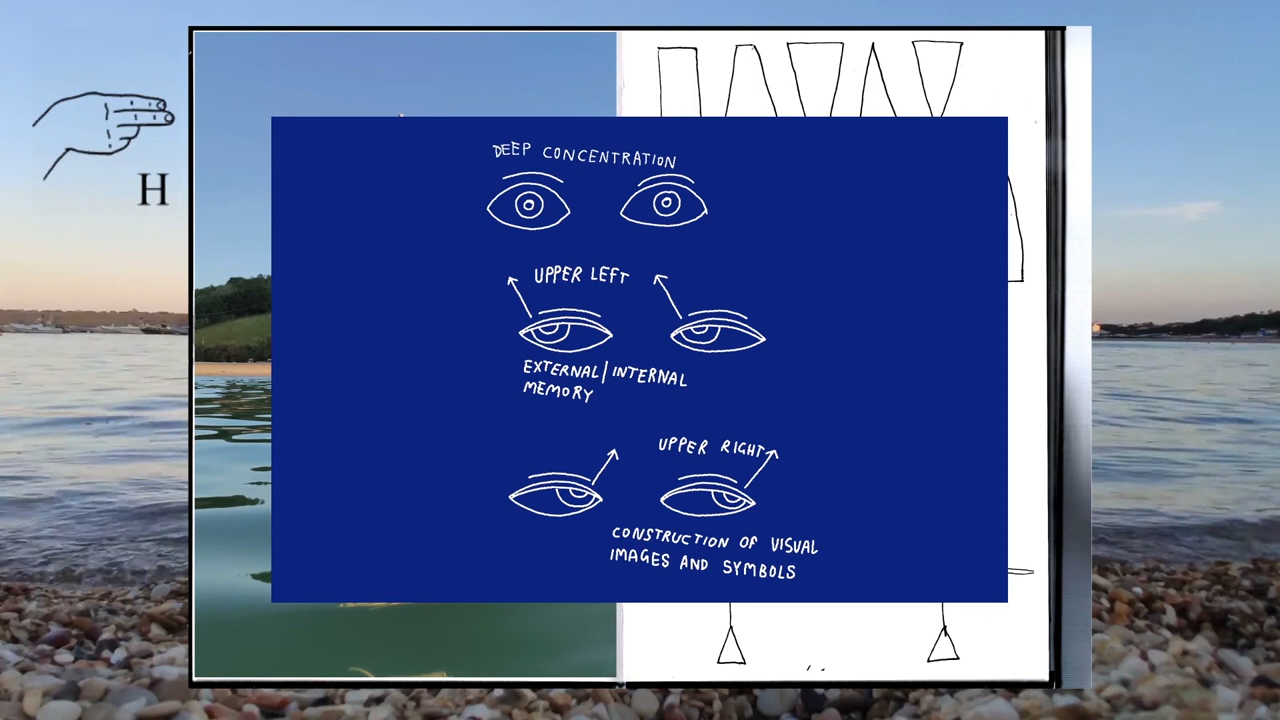 H
DEEP CONCENTRATION
UPPER LEFT
EXTERNAL/INTERNAL
MEMORY
UPPER RIGHT
CONSTRUCTION OF VISUAL
IMAGES AND SYMBOLS